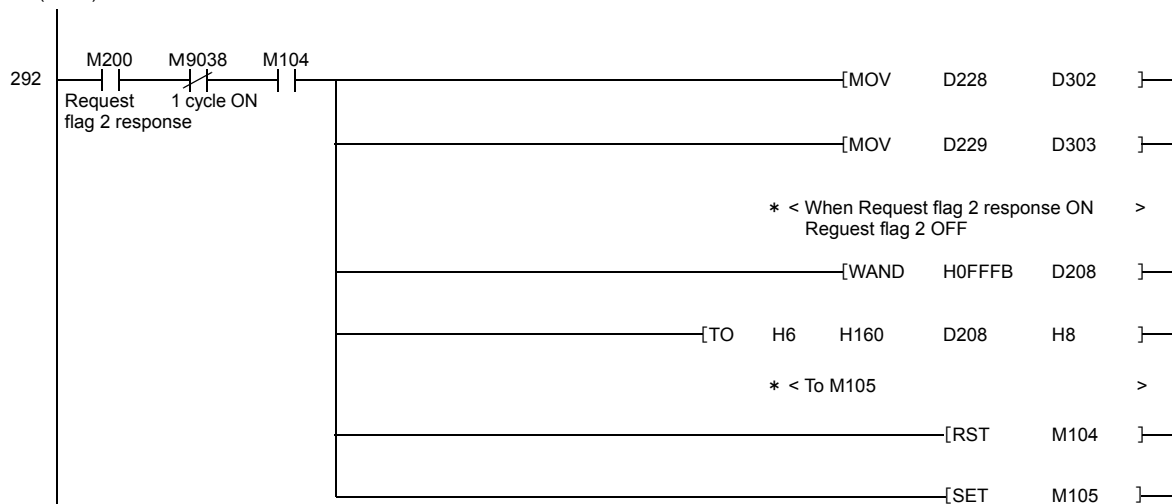 M200 M9038 M104
292 [MOV D228 D302 ]
Request 1 cycle ON
flag 2 response
[MOV D229 D303 ]
* < When Request flag 2 response ON >
Reguest flag 2 OFF
[WAND H0FFFB D208 ]
[TO H6 H160 D208 H8 ]
* < To M105 >
[RST M104 ]
[SET M105 ]